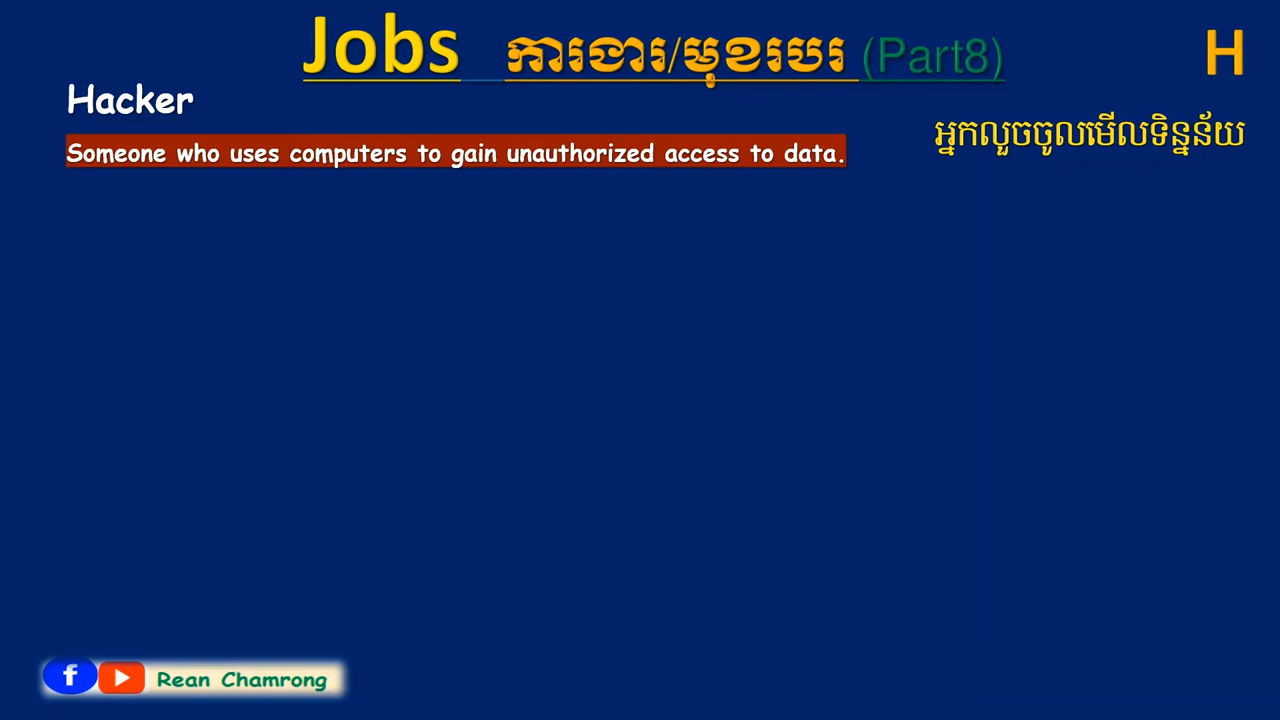 Jobs ការងារ/មុខរបរ (Part8) H
Hacker
Someone who uses computers to gain unauthorized access to data.
អ្នកលួចចូលមើលទិន្នន័យ
f Rean Chamrong